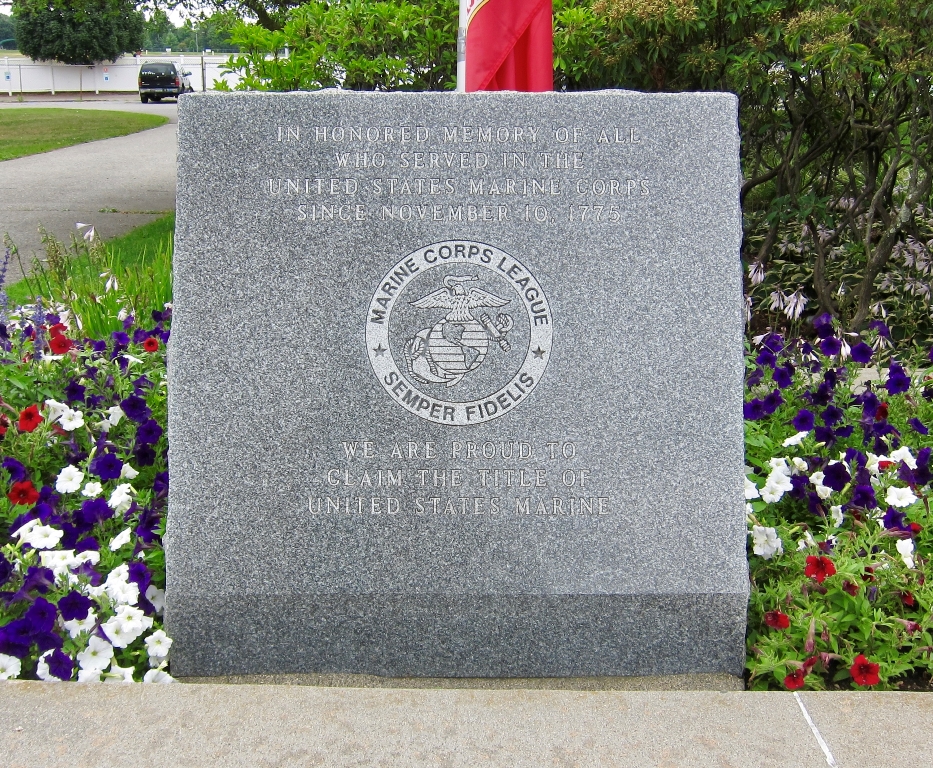 IN HONORED MEMORY OF ALL
WHO SERVED IN THE
UNITED STATES MARINE CORPS
SINCE NOVEMBER 10, 1775
MARINE CORPS LEAGUE
SEMPER FIDELIS
WE ARE PROUD TO
CLAIM THE TITLE OF
UNITED STATES MARINE